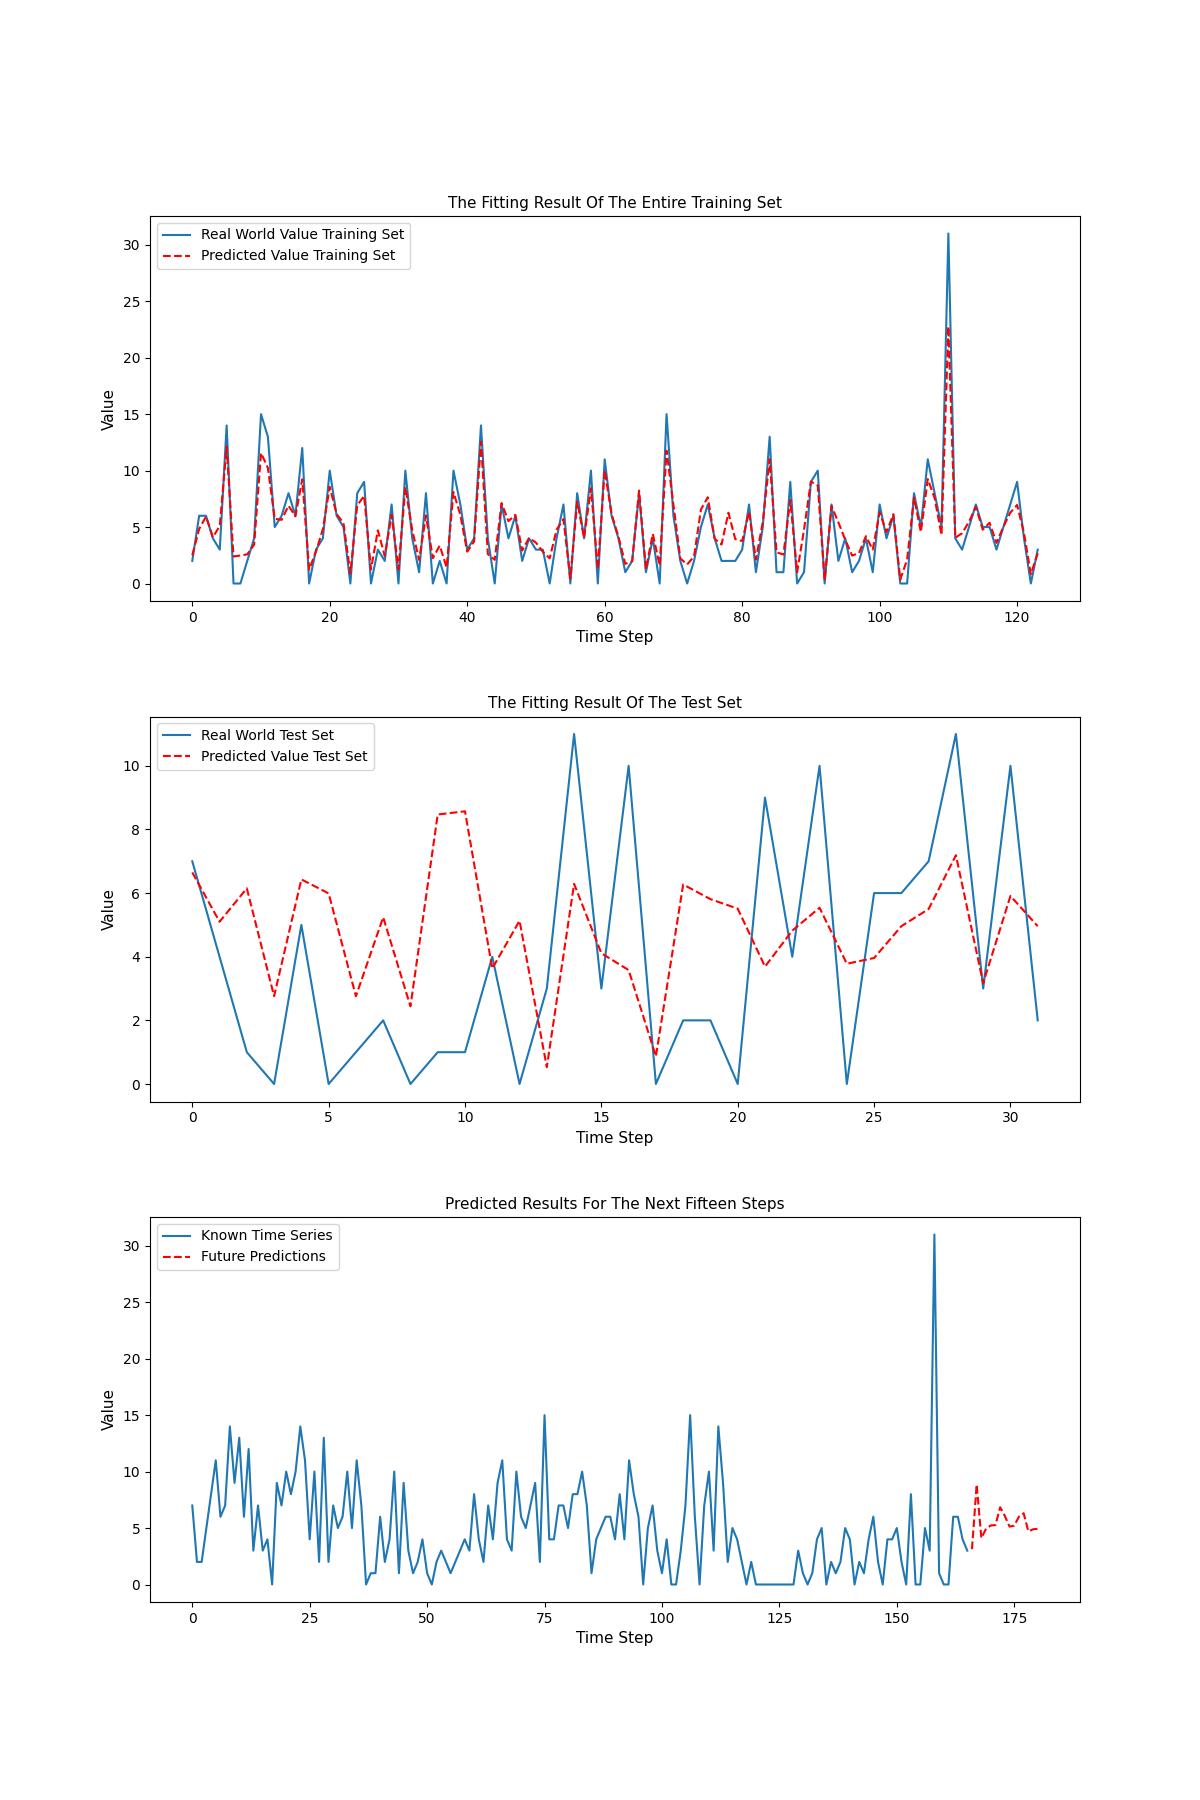 The Fitting Result Of The Entire Training Set
Real World Value Training Set
Predicted Value Training Set
30
25
20
15
10
5
0
Value
0 20 40 60 80 100 120
Time Step
The Fitting Result Of The Test Set
Real World Test Set
Predicted Value Test Set
10
8
6
4
2
0
Value
0 5 10 15 20 25 30
Time Step
Predicted Results For The Next Fifteen Steps
Known Time Series
Future Predictions
30
25
20
15
10
5
0
Value
0 25 50 75 100 125 150 175
Time Step